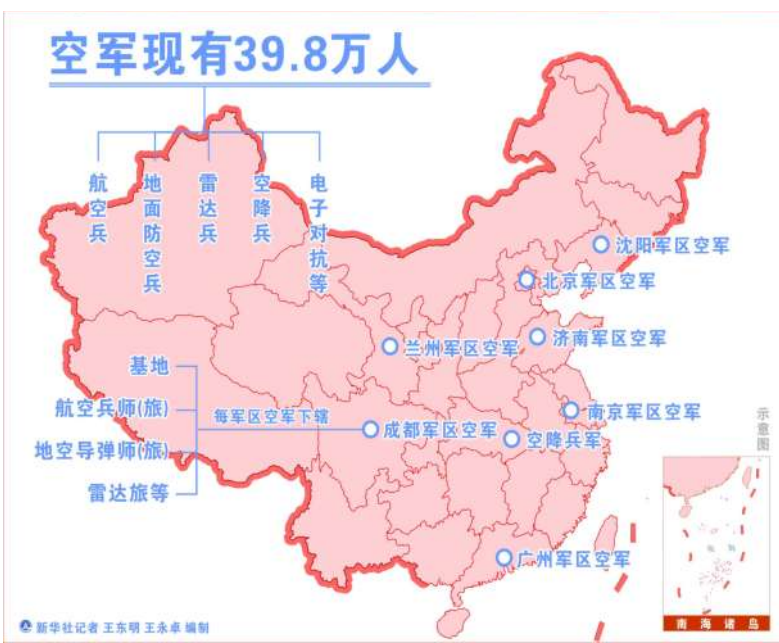 空军现有39.8万人
航空兵
地面防空兵
雷达兵
空降兵
电子对抗等
沈阳军区空军
北京军区空军
济南军区空军
兰州军区空军
南京军区空军
成都军区空军
空降兵军
广州军区空军
每军区空军下辖
基地
航空兵师(旅)
地空导弹师(旅)
雷达旅等
示意图
南海诸岛
新华社记者 王东明 王永卓 编制